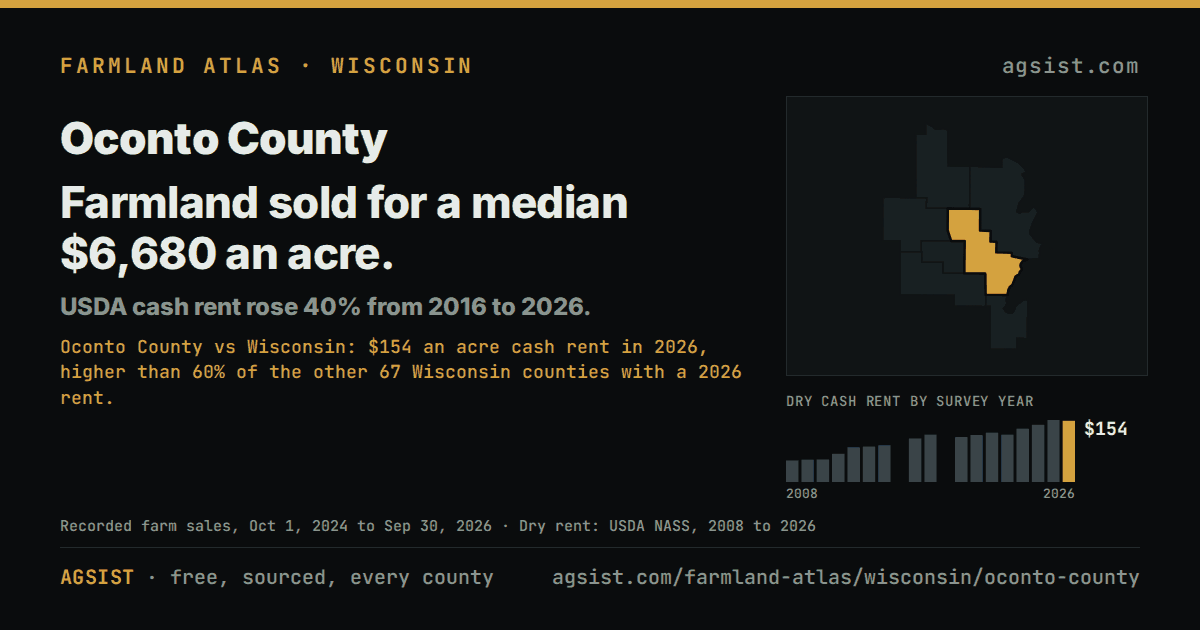 FARMLAND ATLAS · WISCONSIN
agsist.com
Oconto County
Farmland sold for a median
$6,680 an acre.
USDA cash rent rose 40% from 2016 to 2026.
Oconto County vs Wisconsin: $154 an acre cash rent in 2026,
higher than 60% of the other 67 Wisconsin counties with a 2026
rent.
DRY CASH RENT BY SURVEY YEAR
$154
2008
2026
Recorded farm sales, Oct 1, 2024 to Sep 30, 2026 · Dry rent: USDA NASS, 2008 to 2026
AGSIST · free, sourced, every county
agsist.com/farmland-atlas/wisconsin/oconto-county